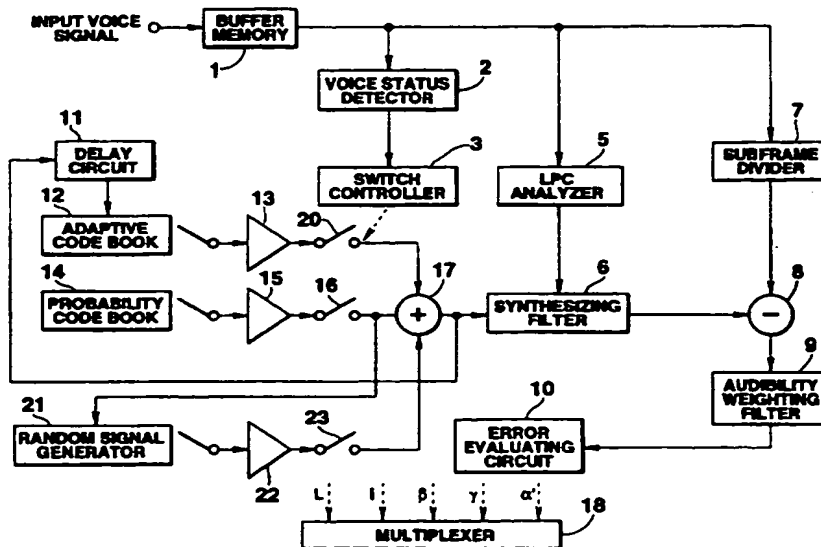 INPUT VOICE
SIGNAL
BUFFER
MEMORY
1
2
VOICE STATUS
DETECTOR
11
DELAY
CIRCUIT
3
SWITCH
CONTROLLER
5
LPC
ANALYZER
7
SUBFRAME
DIVIDER
12
ADAPTIVE
CODE BOOK
13
20
14
PROBABILITY
CODE BOOK
15
16
17
+
6
SYNTHESIZING
FILTER
8
−
9
AUDIBILITY
WEIGHTING
FILTER
21
RANDOM SIGNAL
GENERATOR
22
23
10
ERROR
EVALUATING
CIRCUIT
L i β γ α'
MULTIPLEXER
18